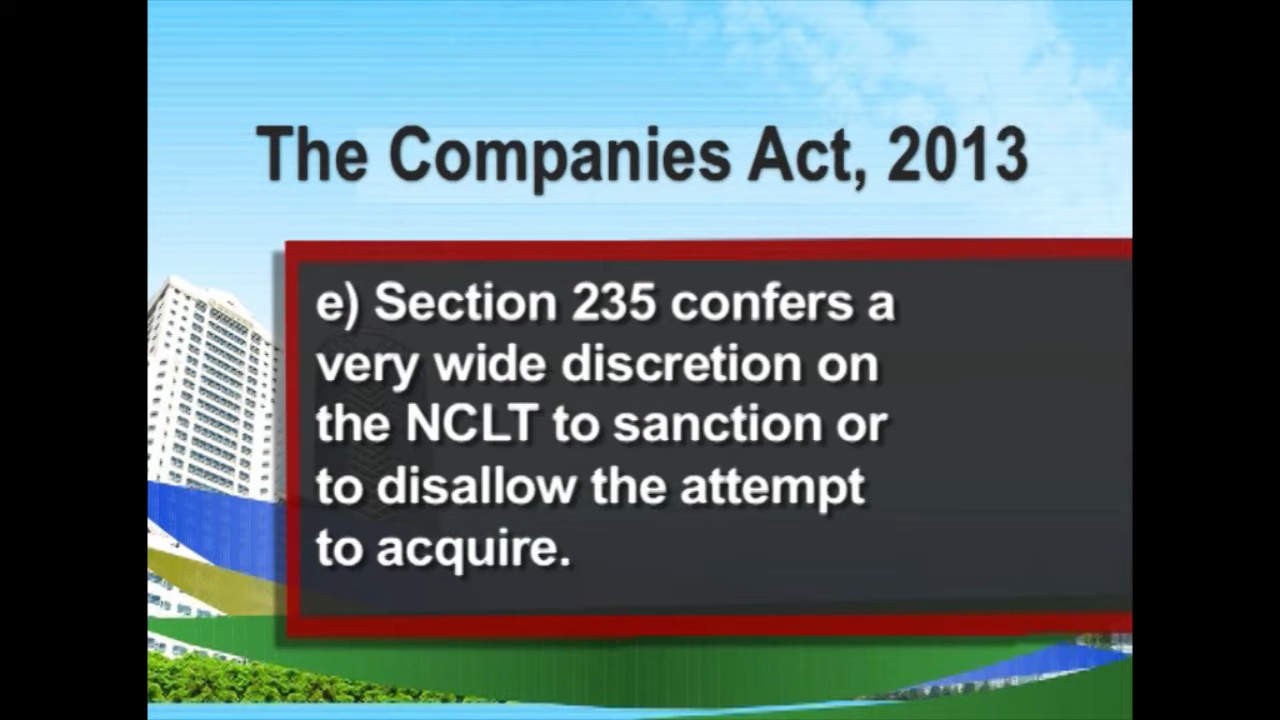 The Companies Act, 2013
e) Section 235 confers a
very wide discretion on
the NCLT to sanction or
to disallow the attempt
to acquire.